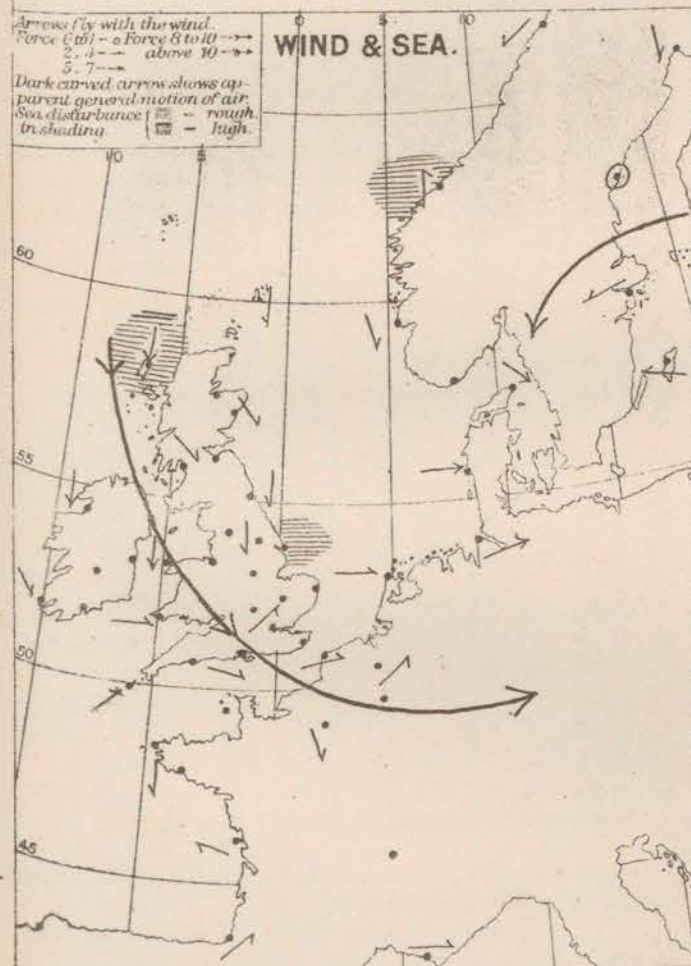 Arrows fly with the wind.
Force 0 to 1 – o Force 8 to 10
2. 4 above 10
5. 7
Dark curved arrow shows ap-
parent general motion of air.
Sea disturbance – rough.
in shading – high.
WIND & SEA.
10 5 0 5 10
60
55
50
45